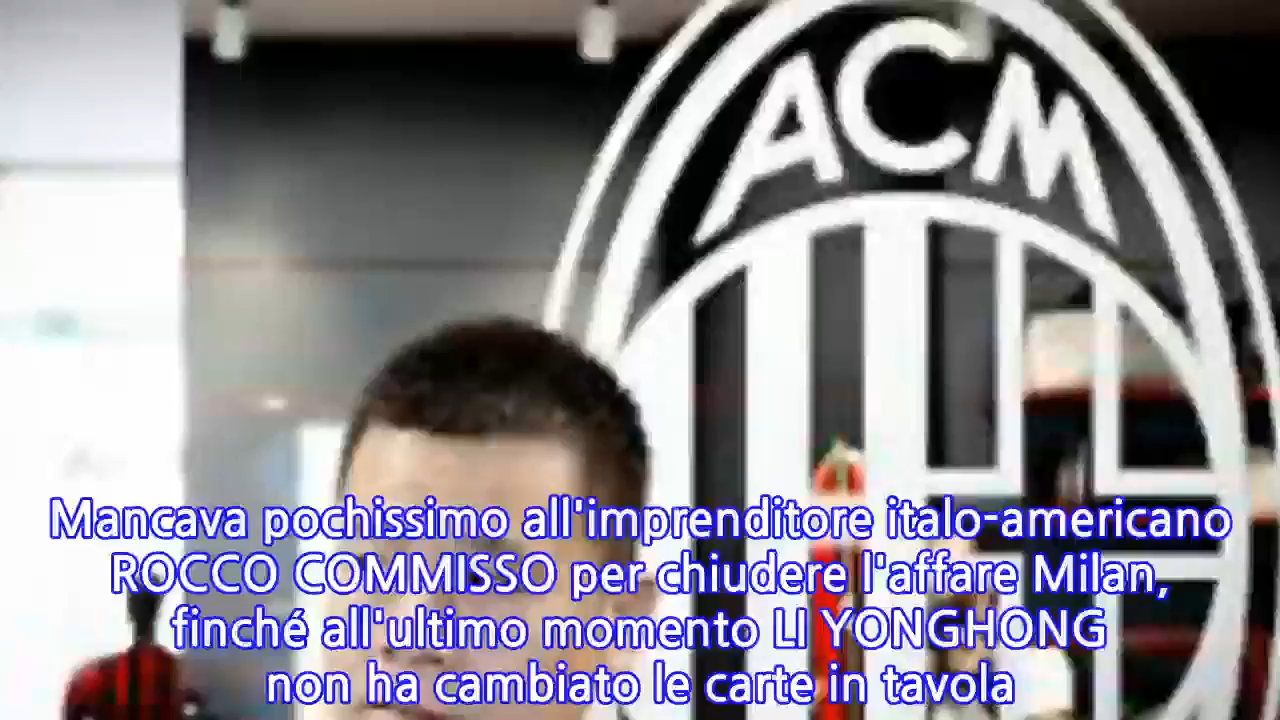 ACM
Mancava pochissimo all'imprenditore italo-americano
ROCCO COMMISSO per chiudere l'affare Milan,
finché all'ultimo momento LI YONGHONG
non ha cambiato le carte in tavola